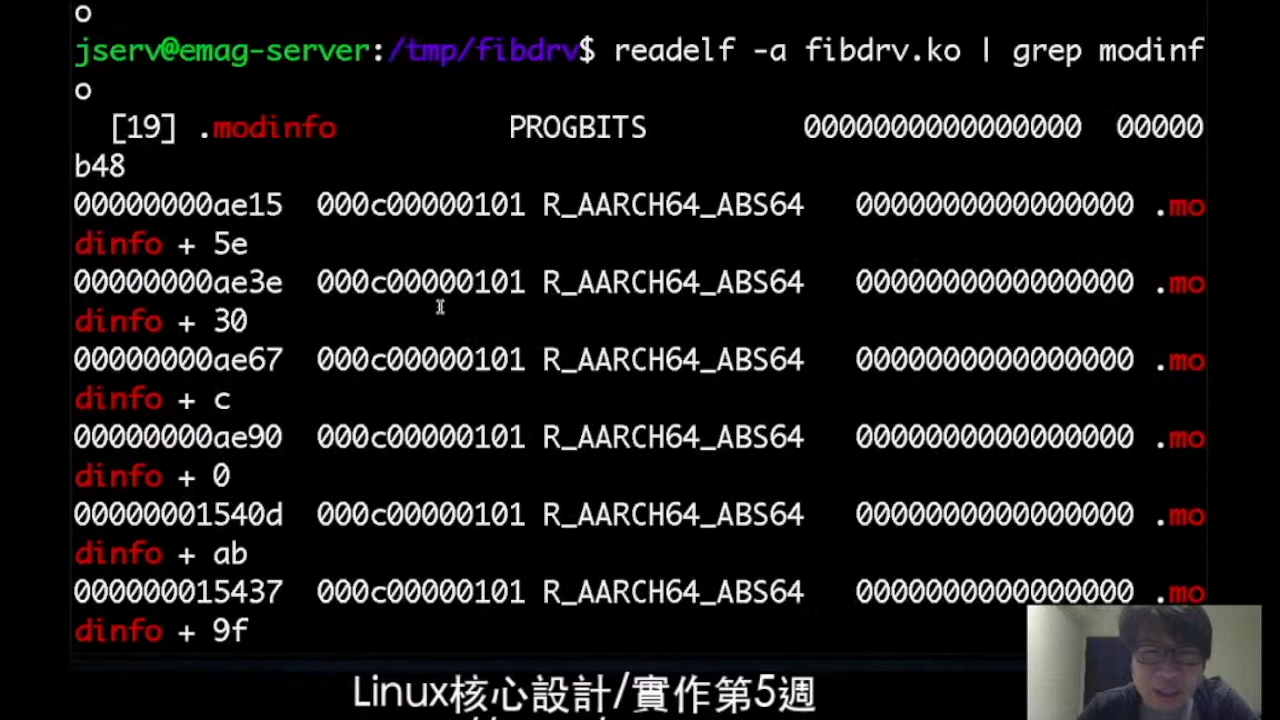 o
jserv@emag-server:/tmp/fibdrv$ readelf -a fibdrv.ko | grep modinf
o
[19] .modinfo PROGBITS 0000000000000000 00000
b48
00000000ae15 000c00000101 R_AARCH64_ABS64 0000000000000000 .mo
dinfo + 5e
00000000ae3e 000c00000101 R_AARCH64_ABS64 0000000000000000 .mo
dinfo + 30
00000000ae67 000c00000101 R_AARCH64_ABS64 0000000000000000 .mo
dinfo + c
00000000ae90 000c00000101 R_AARCH64_ABS64 0000000000000000 .mo
dinfo + 0
00000001540d 000c00000101 R_AARCH64_ABS64 0000000000000000 .mo
dinfo + ab
000000015437 000c00000101 R_AARCH64_ABS64 0000000000000000 .mo
dinfo + 9f
Linux核心設計/實作第5週